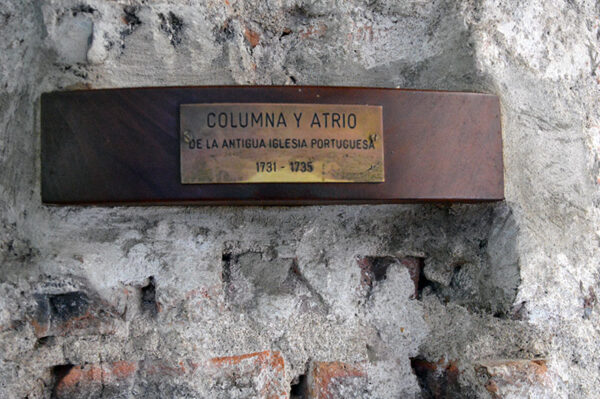 COLUMNA Y ATRIO
DE LA ANTIGUA IGLESIA PORTUGUESA
1731 - 1735